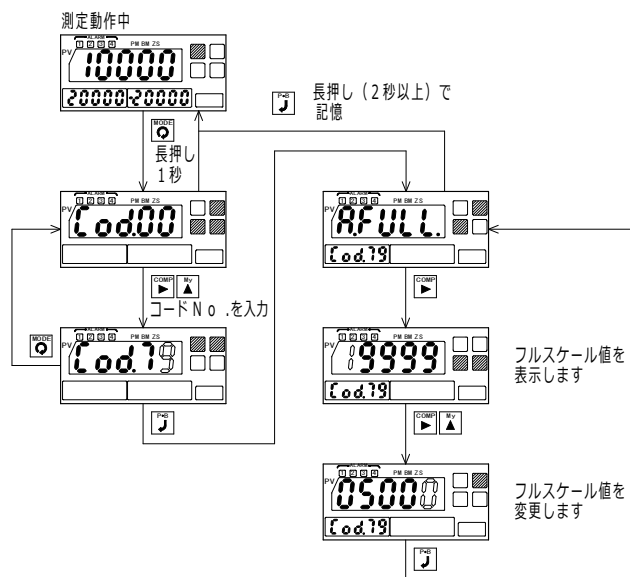 測定動作中
ALARM
1 2 3 4 PM BM ZS
PV 10000
20000 -20000
MODE
長押し
1秒
P•B
長押し(2秒以上)で
記憶
ALARM
1 2 3 4 PM BM ZS
PV Cod.00
COMP My
コードNo.を入力
MODE
ALARM
1 2 3 4 PM BM ZS
PV Cod.79
P•B
ALARM
1 2 3 4 PM BM ZS
PV A.FULL.
Cod.79
COMP
ALARM
1 2 3 4 PM BM ZS
PV 19999
Cod.79
フルスケール値を
表示します
COMP My
ALARM
1 2 3 4 PM BM ZS
PV 05000
Cod.79
フルスケール値を
変更します
P•B